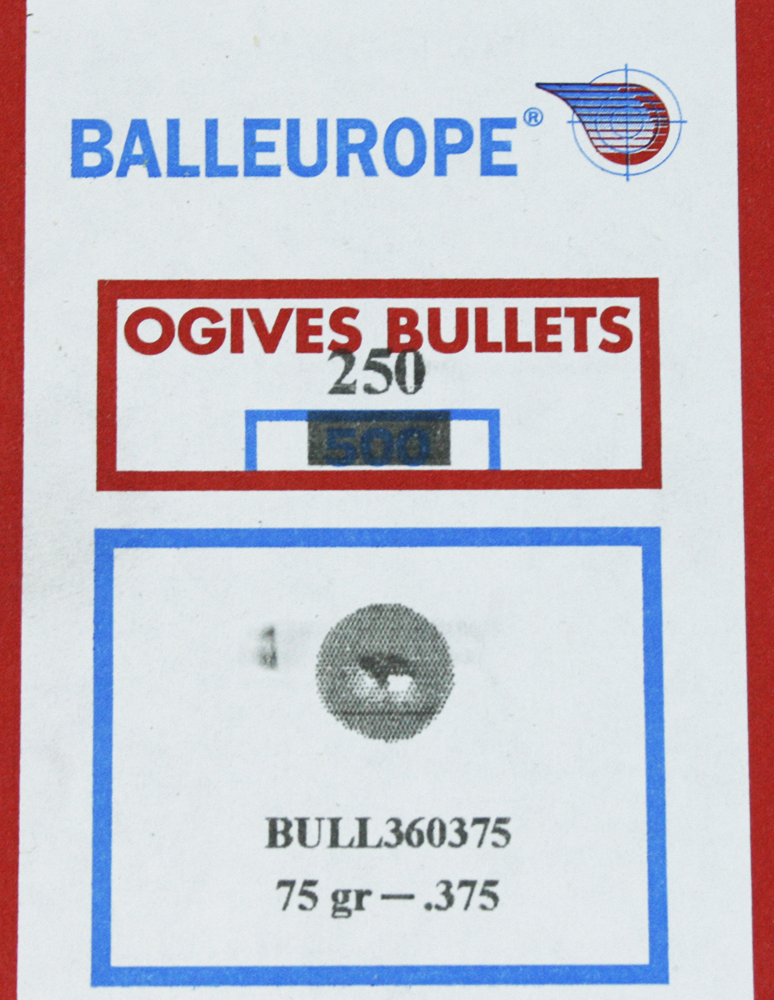 BALLEUROPE®
OGIVES BULLETS
250
500
BULL360375
75 gr – .375